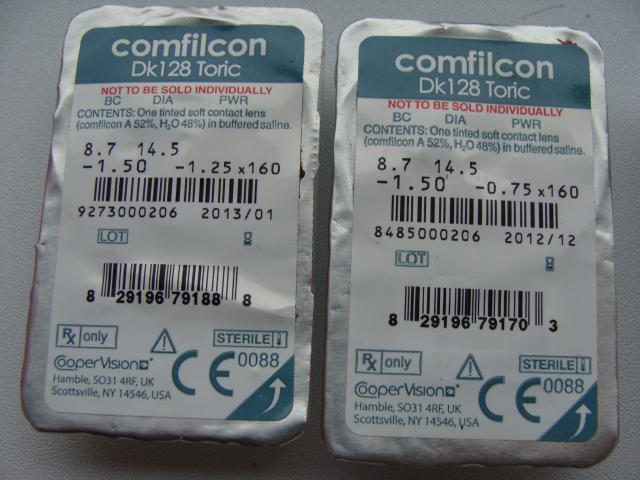 comfilcon
Dk128 Toric
NOT TO BE SOLD INDIVIDUALLY
BC DIA PWR
CONTENTS: One tinted soft contact lens
(comfilcon A 52%, H₂O 48%) in buffered saline.
8.7 14.5
-1.50 -1.25x160
9273000206 2013/01
LOT
8 29196 79188 8
Rx only
STERILE
CooperVision
CE 0088
Hamble, SO31 4RF, UK
Scottsville, NY 14546, USA
comfilcon
Dk128 Toric
NOT TO BE SOLD INDIVIDUALLY
BC DIA PWR
CONTENTS: One tinted soft contact lens
(comfilcon A 52%, H₂O 48%) in buffered saline.
8.7 14.5
-1.50 -0.75x160
8485000206 2012/12
LOT
8 29196 79170 3
Rx only
STERILE
CooperVision
CE 0088
Hamble, SO31 4RF, UK
Scottsville, NY 14546, USA